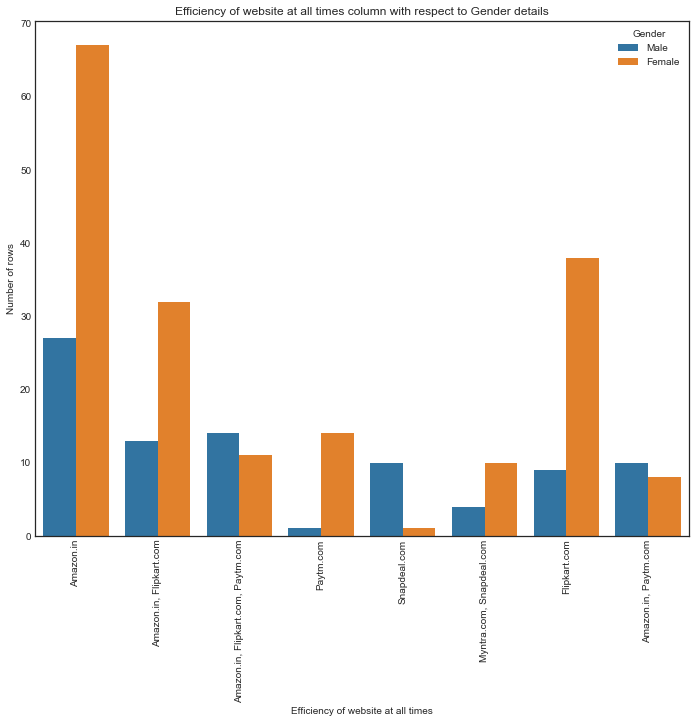 Efficiency of website at all times column with respect to Gender details
Gender
Male
Female
Number of rows
70
60
50
40
30
20
10
0
Amazon.in
Amazon.in, Flipkart.com
Amazon.in, Flipkart.com, Paytm.com
Paytm.com
Snapdeal.com
Myntra.com, Snapdeal.com
Flipkart.com
Amazon.in, Paytm.com
Efficiency of website at all times